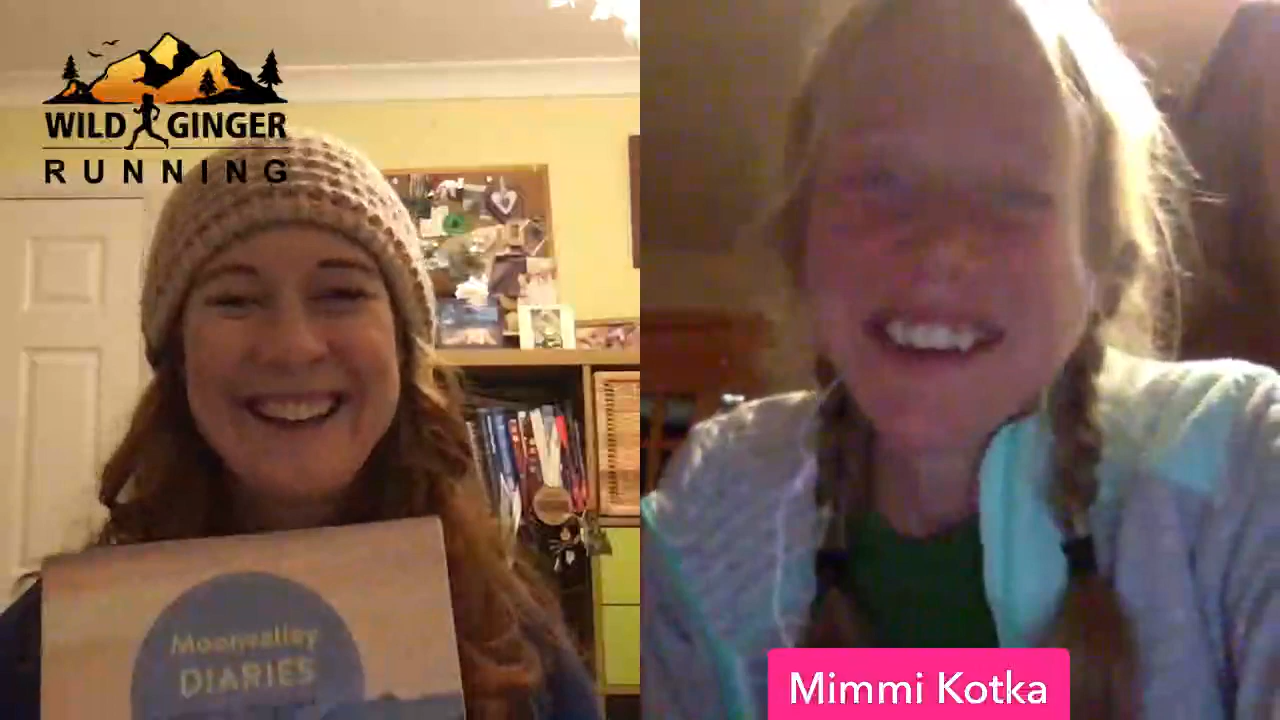 WILD GINGER
RUNNING
Moonvalley
DIARIES
Mimmi Kotka